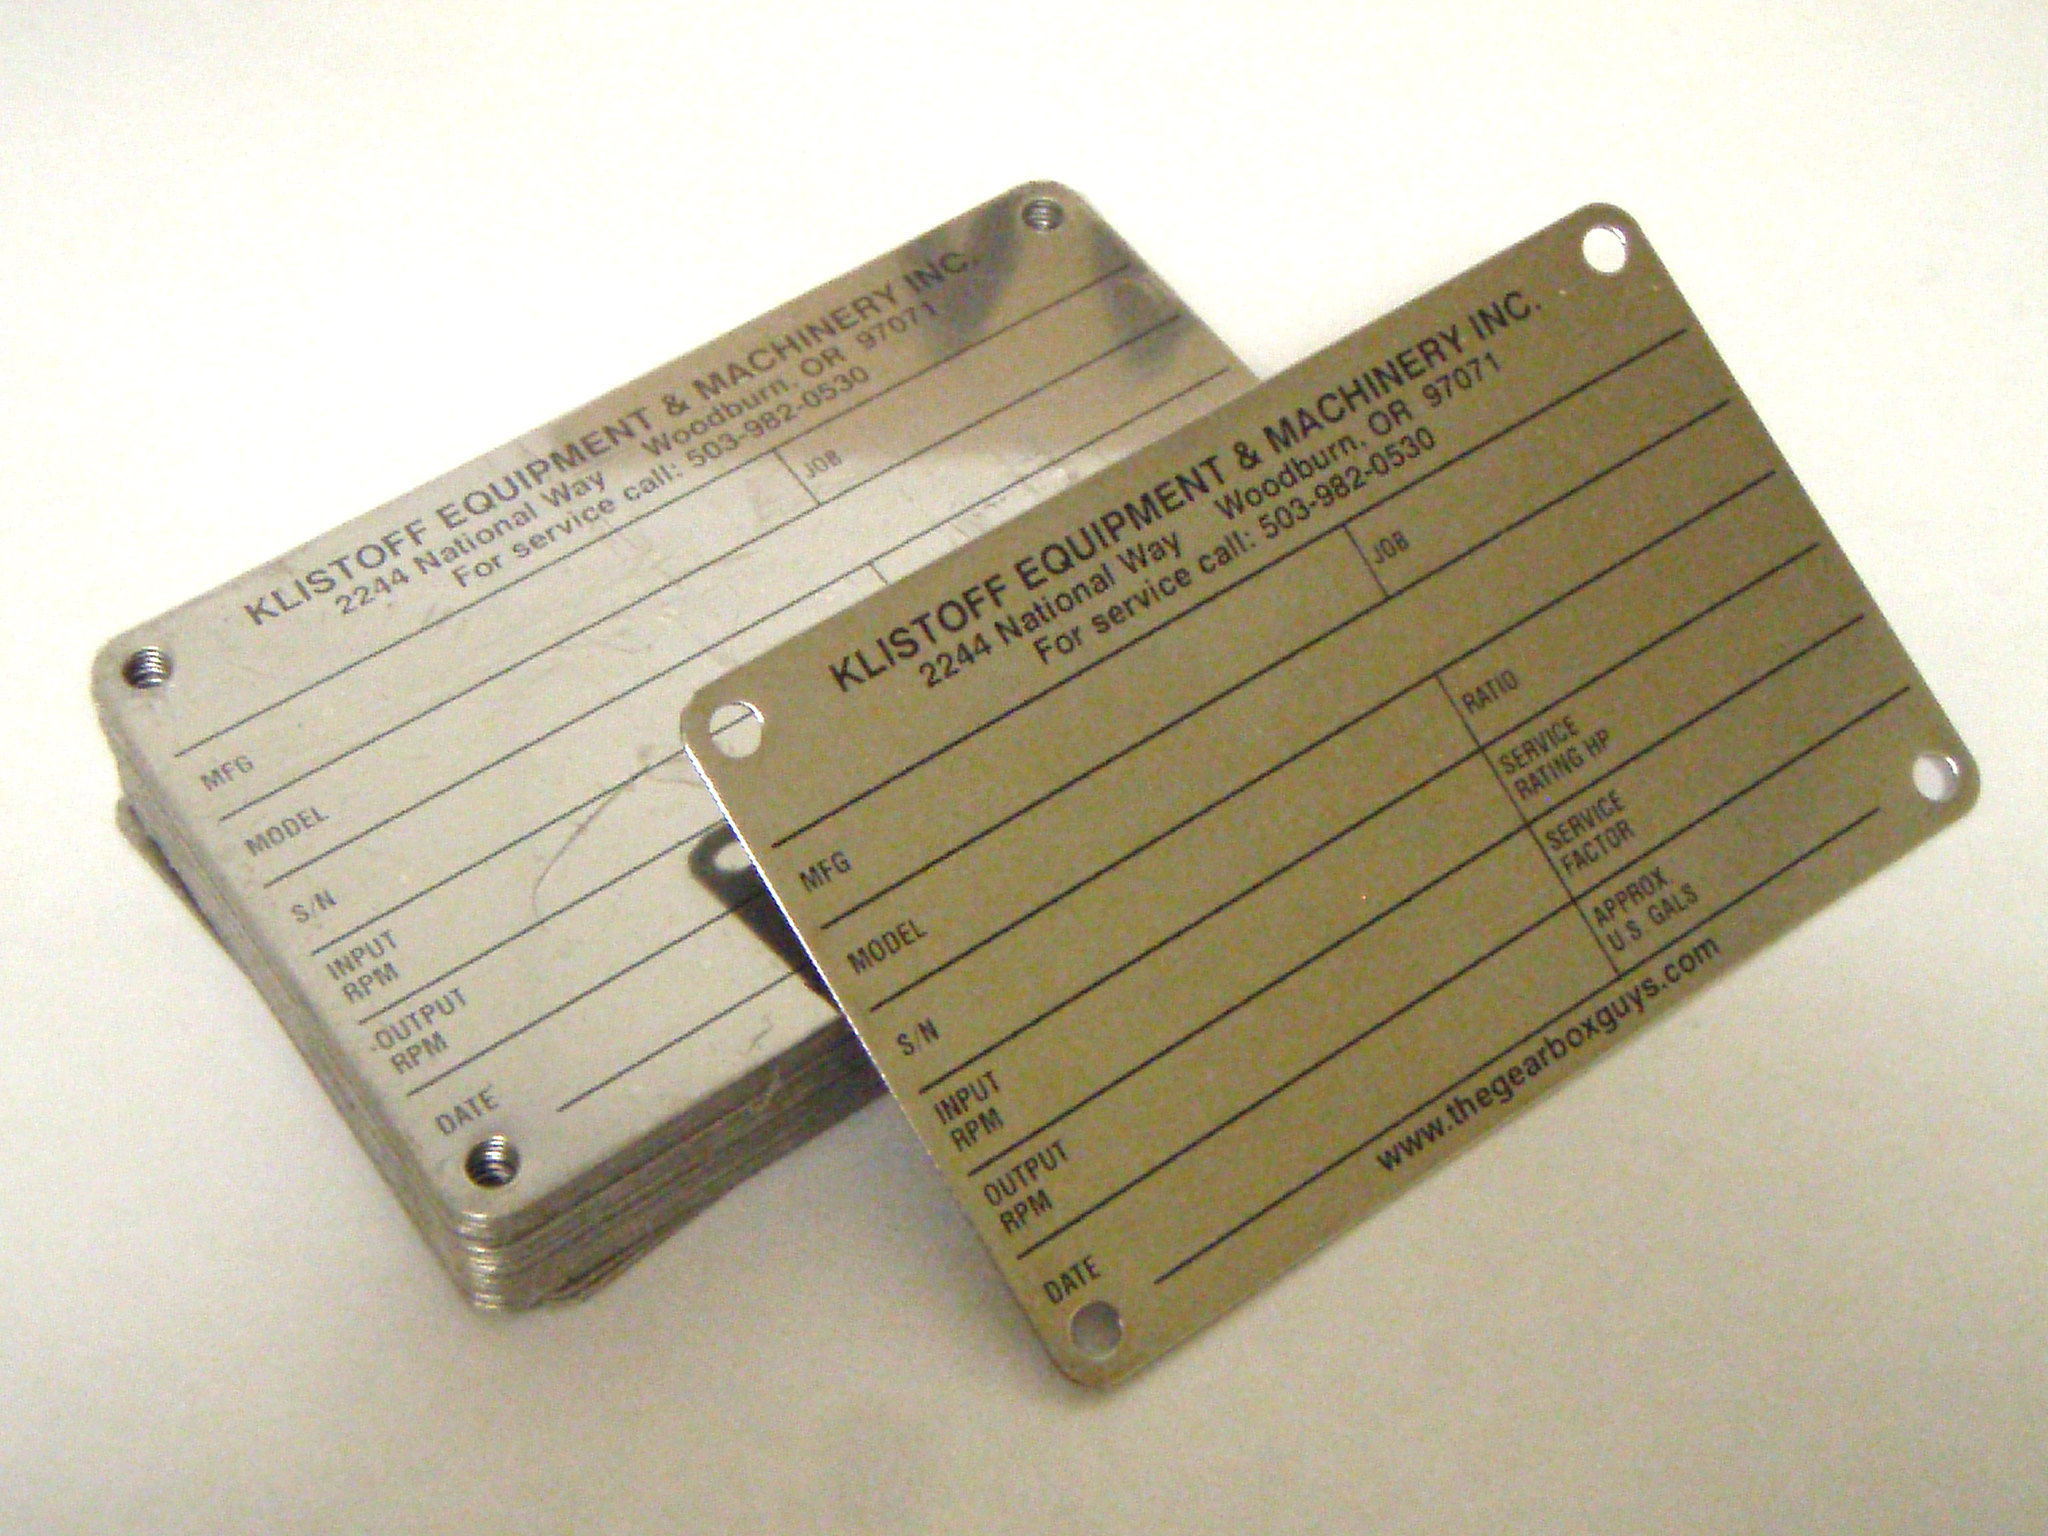 KLISTOFF EQUIPMENT & MACHINERY INC.
2244 National Way Woodburn, OR 97071
For service call: 503-982-0530
MFG
JOB
MODEL
S/N
INPUT
RPM
OUTPUT
RPM
DATE
KLISTOFF EQUIPMENT & MACHINERY INC.
2244 National Way Woodburn, OR 97071
For service call: 503-982-0530
MFG
JOB
MODEL
S/N
RATIO
INPUT
RPM
SERVICE
RATING HP
OUTPUT
RPM
SERVICE
FACTOR
DATE
APPROX
U.S GALS
www.thegearboxguys.com